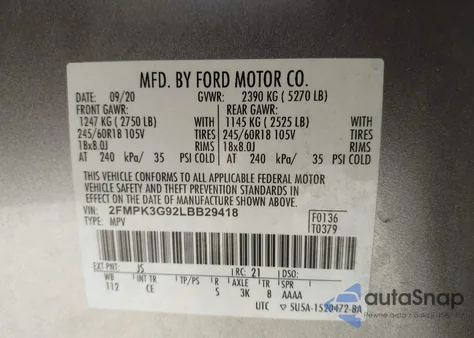 MFD. BY FORD MOTOR CO.
DATE: 09/20 GVWR: 2390 KG ( 5270 LB)
FRONT GAWR: REAR GAWR:
1247 KG ( 2750 LB) WITH 1145 KG ( 2525 LB) WITH
245/60R18 105V TIRES 245/60R18 105V TIRES
18x8.0J RIMS 18x8.0J RIMS
AT 240 kPa/ 35 PSI COLD AT 240 kPa/ 35 PSI COLD
THIS VEHICLE CONFORMS TO ALL APPLICABLE FEDERAL MOTOR
VEHICLE SAFETY AND THEFT PREVENTION STANDARDS IN
EFFECT ON THE DATE OF MANUFACTURE SHOWN ABOVE.
VIN: 2FMPK3G92LBB29418 F0136
TYPE: MPV T0379
EXT PNT: JS RC: 21 DSO:
WB INT TR TP/PS R AXLE TR SPR
112 CE 5 3K 8 AAAA
UTC ▽ 5U5A-1520472-BA
autoSnap